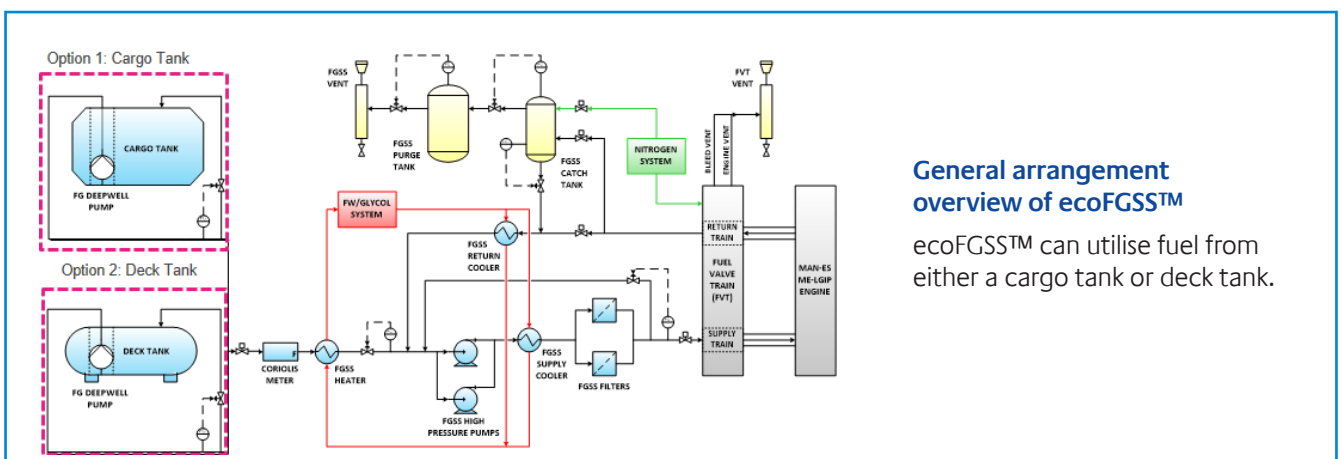 Option 1: Cargo Tank
CARGO TANK
FG DEEPWELL
PUMP
Option 2: Deck Tank
DECK TANK
FG DEEPWELL
PUMP
FGSS
VENT
FGSS
PURGE
TANK
FGSS
CATCH
TANK
NITROGEN
SYSTEM
BLEED VENT
ENGINE VENT
FVT
VENT
FW/GLYCOL
SYSTEM
FGSS
RETURN
COOLER
RETURN
TRAIN
FUEL
VALVE
TRAIN
(FVT)
SUPPLY
TRAIN
MAN-ES
ME-LGIP
ENGINE
F
CORIOLIS
METER
FGSS
HEATER
FGSS HIGH
PRESSURE PUMPS
FGSS
SUPPLY
COOLER
FGSS FILTERS
General arrangement
overview of ecoFGSS™
ecoFGSS™ can utilise fuel from
either a cargo tank or deck tank.